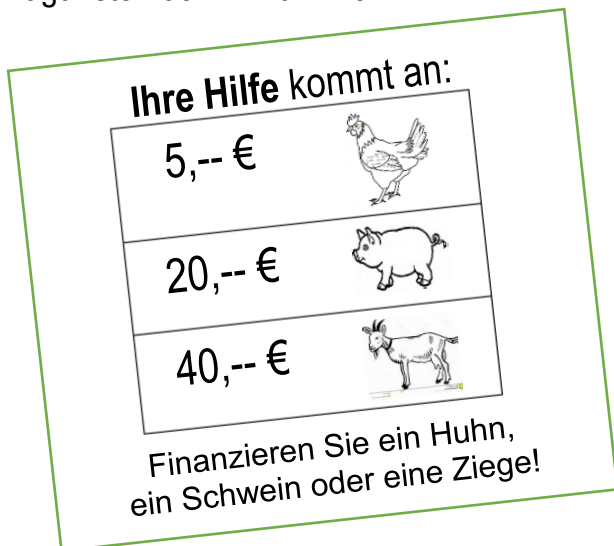 Ihre Hilfe kommt an:
5,-- €
20,-- €
40,-- €
Finanzieren Sie ein Huhn,
ein Schwein oder eine Ziege!